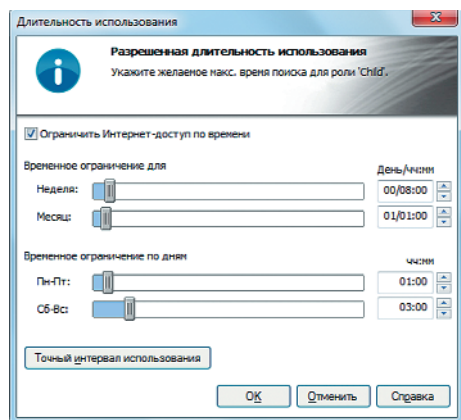 Длительность использования
Разрешенная длительность использования
Укажите желаемое макс. время поиска для роли 'Child'.
Ограничить Интернет-доступ по времени
Временное ограничение для
День/чч:мм
Неделя:
00/08:00
Месяц:
01/01:00
Временное ограничение по дням
чч:мм
Пн-Пт:
01:00
Сб-Вс:
03:00
Точный интервал использования
OK
Отменить
Справка